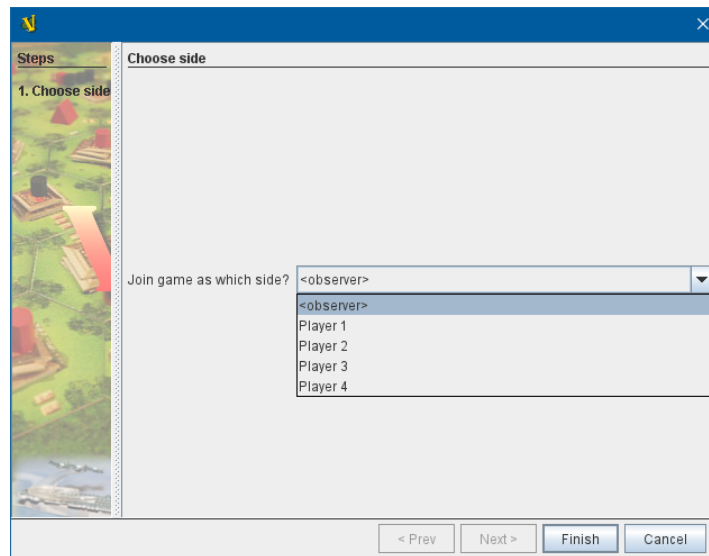 Steps
1. Choose side
Choose side
Join game as which side? <observer>
<observer>
Player 1
Player 2
Player 3
Player 4
< Prev Next > Finish Cancel